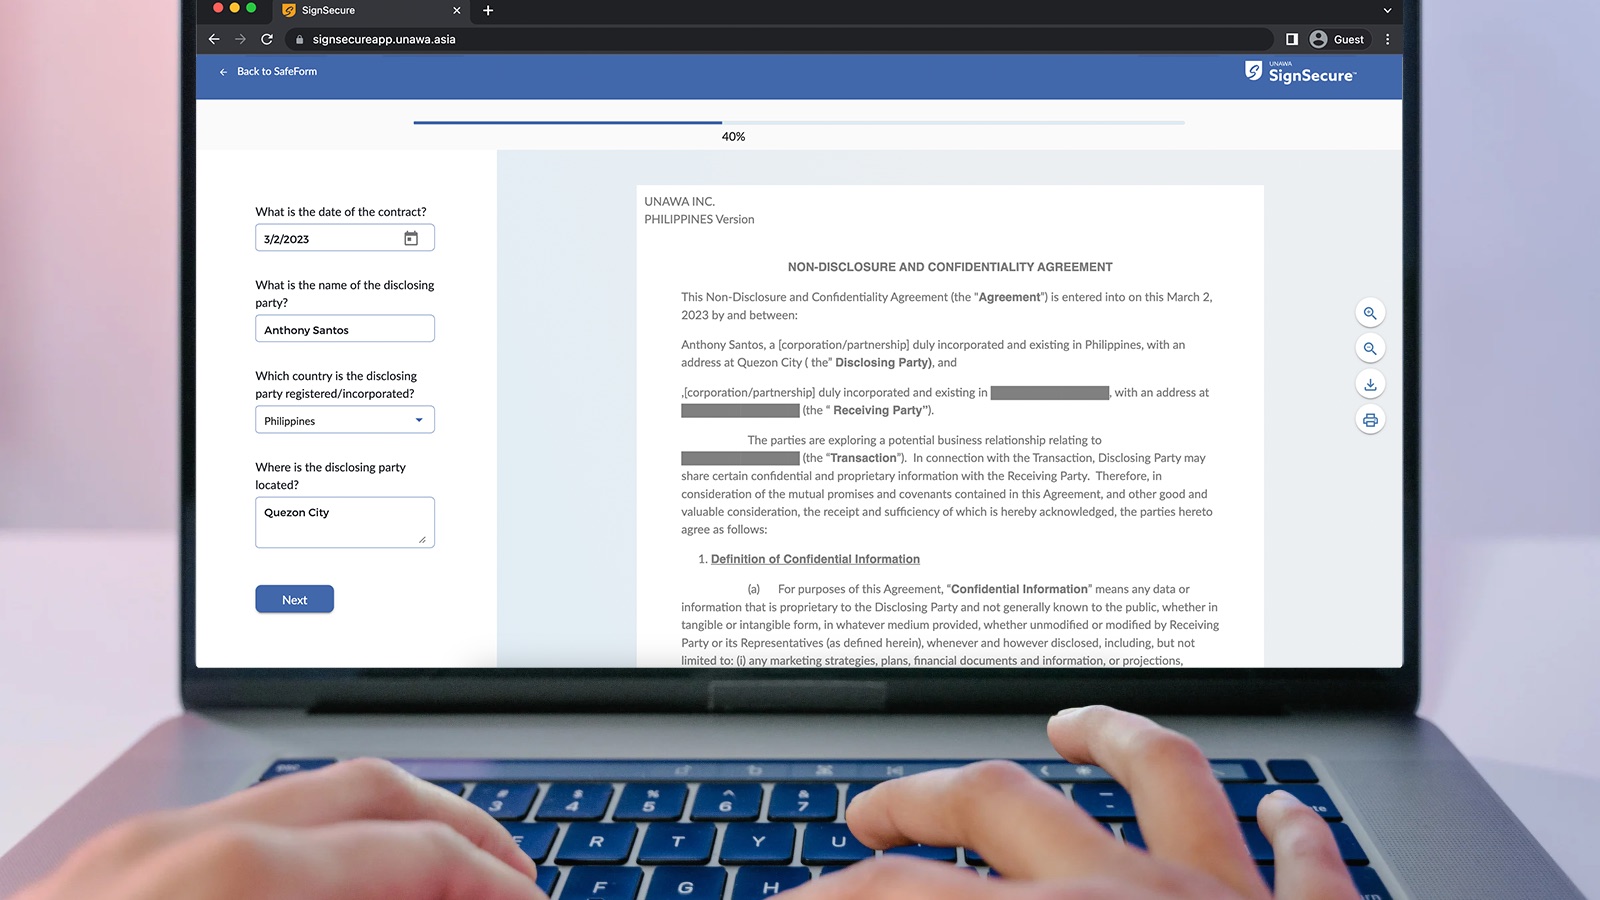 SignSecure
signsecureapp.unawa.asia
Guest
Back to SafeForm
UNAWA
SignSecure™
40%
What is the date of the contract?
3/2/2023
What is the name of the disclosing
party?
Anthony Santos
Which country is the disclosing
party registered/incorporated?
Philippines
Where is the disclosing party
located?
Quezon City
Next
UNAWA INC.
PHILIPPINES Version
NON-DISCLOSURE AND CONFIDENTIALITY AGREEMENT
This Non-Disclosure and Confidentiality Agreement (the "Agreement") is entered into on this March 2,
2023 by and between:
Anthony Santos, a [corporation/partnership] duly incorporated and existing in Philippines, with an
address at Quezon City ( the" Disclosing Party), and
,[corporation/partnership] duly incorporated and existing in , with an address at
(the " Receiving Party").
The parties are exploring a potential business relationship relating to
(the "Transaction"). In connection with the Transaction, Disclosing Party may
share certain confidential and proprietary information with the Receiving Party. Therefore, in
consideration of the mutual promises and covenants contained in this Agreement, and other good and
valuable consideration, the receipt and sufficiency of which is hereby acknowledged, the parties hereto
agree as follows:
1. Definition of Confidential Information
(a) For purposes of this Agreement, "Confidential Information" means any data or
information that is proprietary to the Disclosing Party and not generally known to the public, whether in
tangible or intangible form, in whatever medium provided, whether unmodified or modified by Receiving
Party or its Representatives (as defined herein), whenever and however disclosed, including, but not
limited to: (i) any marketing strategies, plans, financial documents and information, or projections,
esc
# $ % ^ &
3 4 5 6 7
R T Y U
F G H